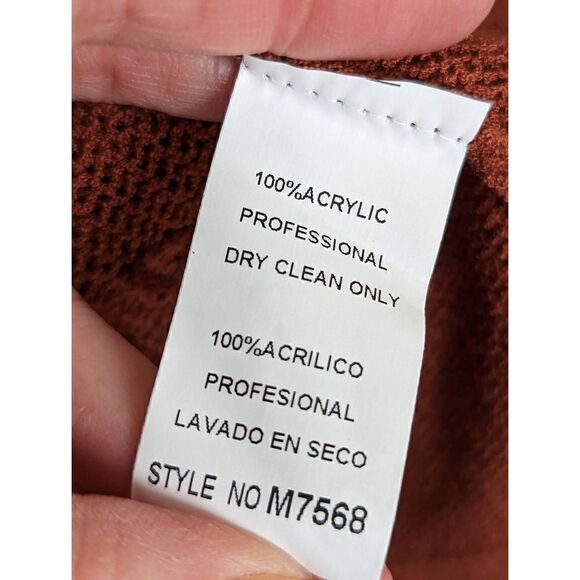 100%ACRYLIC
PROFESSIONAL
DRY CLEAN ONLY
100%ACRILICO
PROFESIONAL
LAVADO EN SECO
STYLE NO M7568